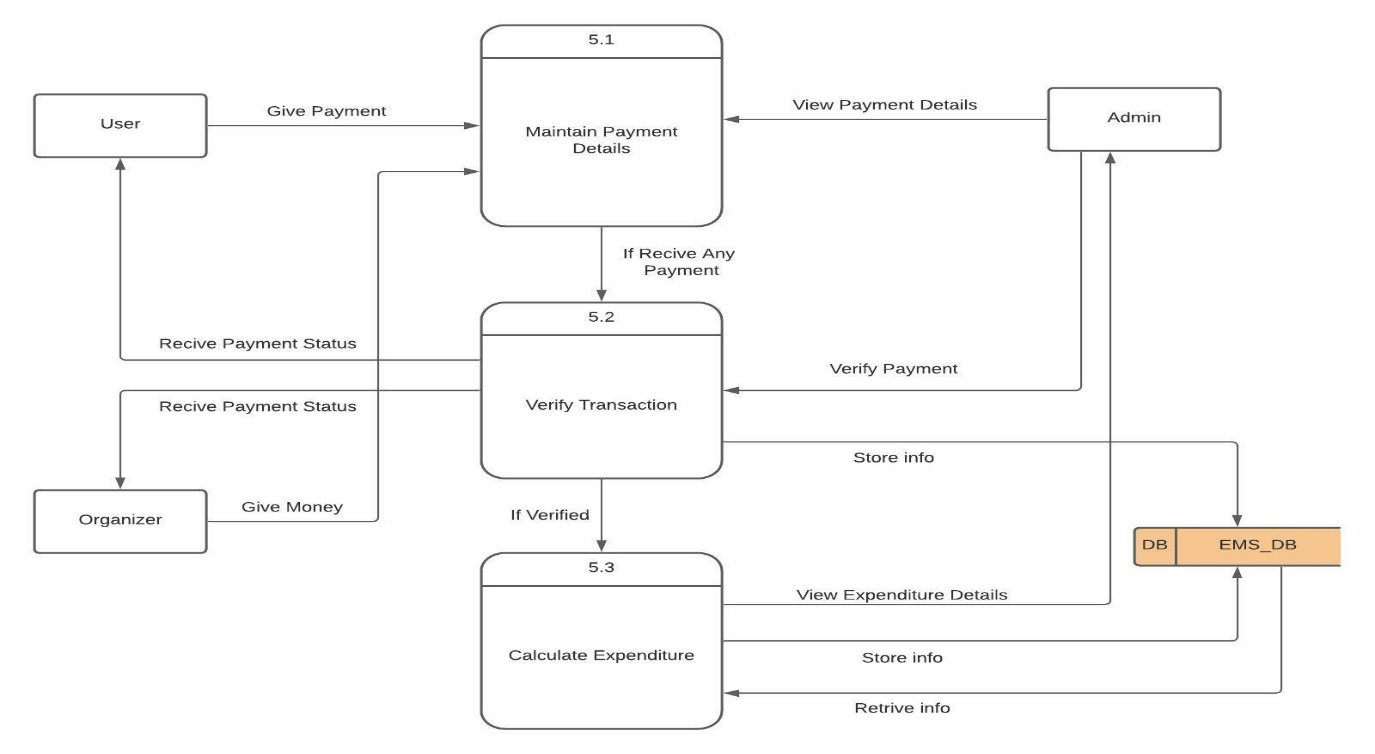 5.1
User
Give Payment
Maintain Payment
Details
View Payment Details
Admin
If Recive Any
Payment
5.2
Recive Payment Status
Verify Payment
Verify Transaction
Recive Payment Status
Store info
Organizer
Give Money
If Verified
DB
EMS_DB
5.3
View Expenditure Details
Calculate Expenditure
Store info
Retrive info